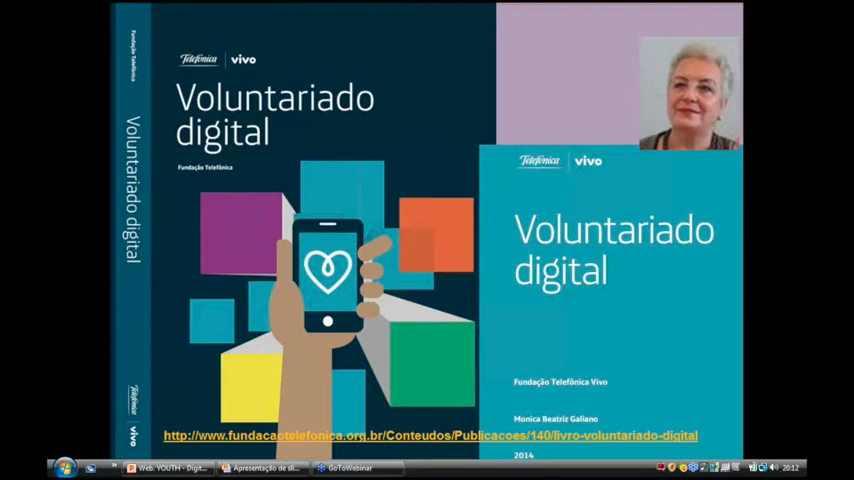 Fundação Telefônica
Voluntariado digital
Telefônica
vivo
Telefônica | vivo
Voluntariado
digital
Fundação Telefônica
Telefônica | vivo
Voluntariado
digital
Fundação Telefônica Vivo
Monica Beatriz Galiano
2014
http://www.fundacaotelefonica.org.br/Conteudos/Publicacoes/140/livro-voluntariado-digital
Web. YOUTH - Digit...
Apresentação de sli...
GoToWebinar
20:12